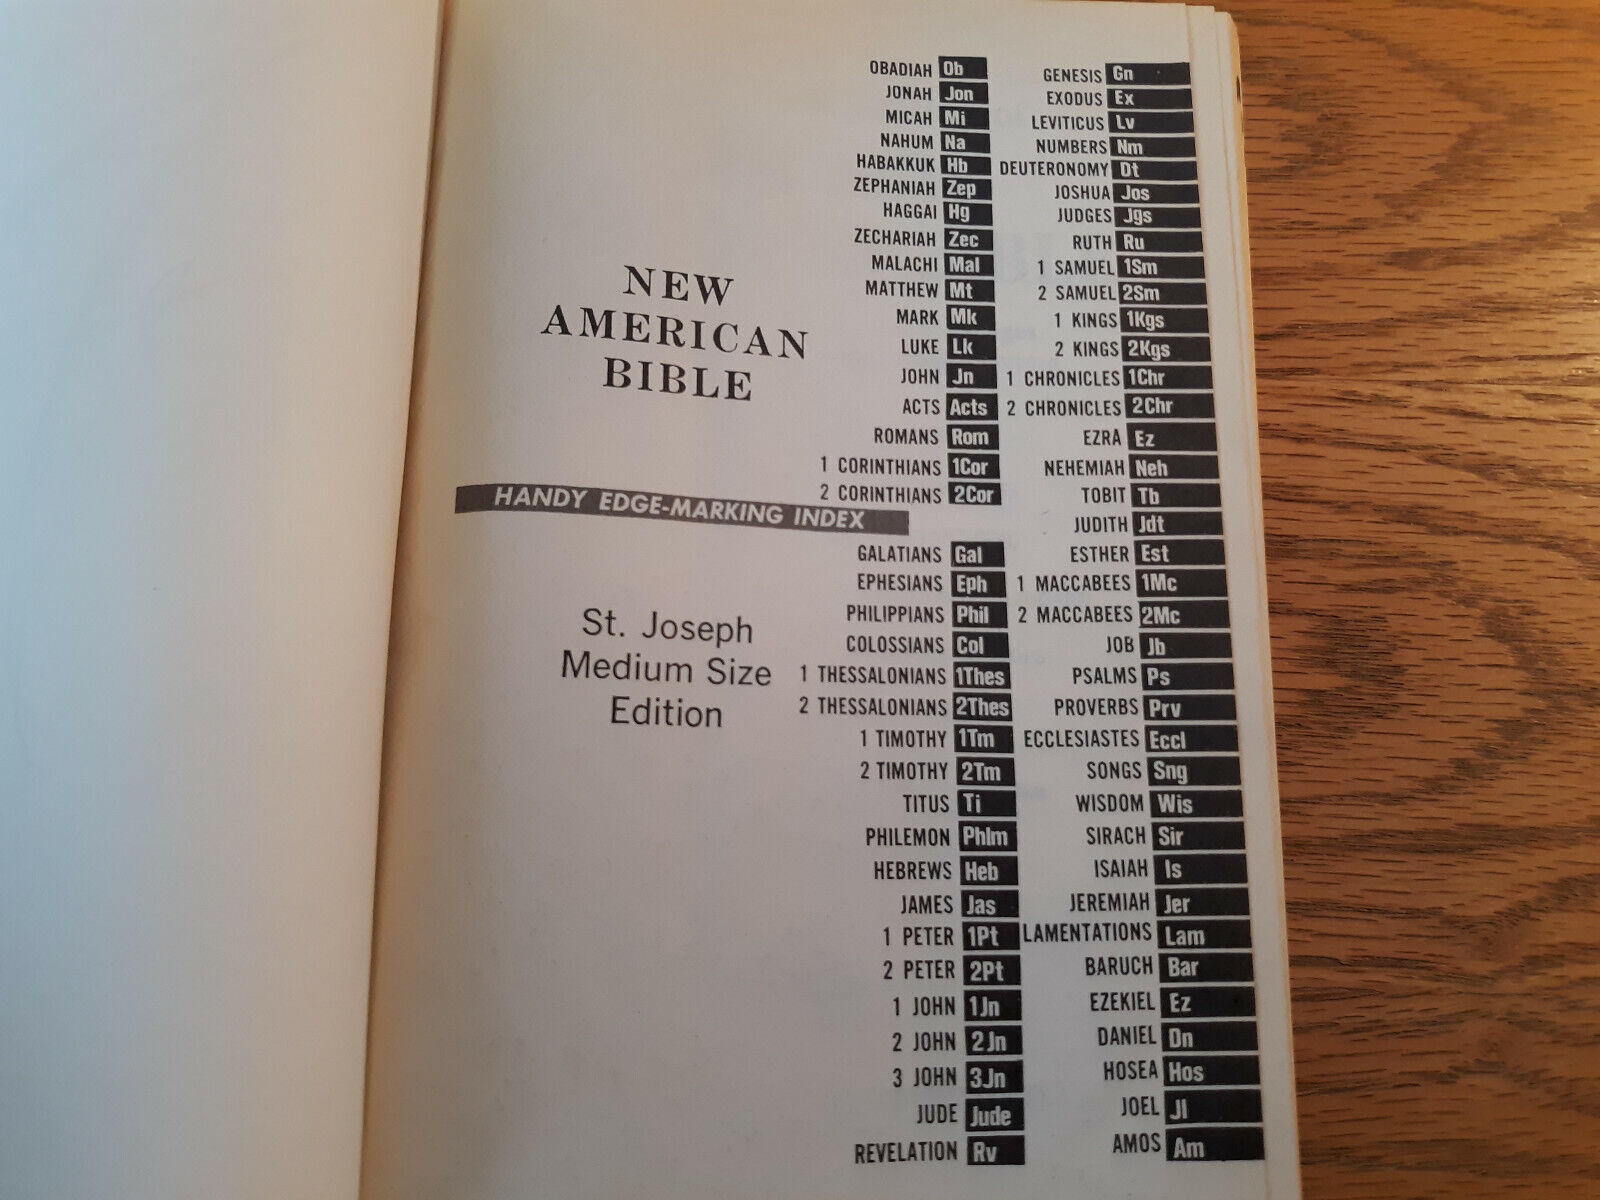 NEW
AMERICAN
BIBLE
HANDY EDGE-MARKING INDEX
St. Joseph
Medium Size
Edition
OBADIAH Ob
JONAH Jon
MICAH Mi
NAHUM Na
HABAKKUK Hb
ZEPHANIAH Zep
HAGGAI Hg
ZECHARIAH Zec
MALACHI Mal
MATTHEW Mt
MARK Mk
LUKE Lk
JOHN Jn
ACTS Acts
ROMANS Rom
1 CORINTHIANS 1Cor
2 CORINTHIANS 2Cor
GALATIANS Gal
EPHESIANS Eph
PHILIPPIANS Phil
COLOSSIANS Col
1 THESSALONIANS 1Thes
2 THESSALONIANS 2Thes
1 TIMOTHY 1Tm
2 TIMOTHY 2Tm
TITUS Ti
PHILEMON Phlm
HEBREWS Heb
JAMES Jas
1 PETER 1Pt
2 PETER 2Pt
1 JOHN 1Jn
2 JOHN 2Jn
3 JOHN 3Jn
JUDE Jude
REVELATION Rv
GENESIS Gn
EXODUS Ex
LEVITICUS Lv
NUMBERS Nm
DEUTERONOMY Dt
JOSHUA Jos
JUDGES Jgs
RUTH Ru
1 SAMUEL 1Sm
2 SAMUEL 2Sm
1 KINGS 1Kgs
2 KINGS 2Kgs
1 CHRONICLES 1Chr
2 CHRONICLES 2Chr
EZRA Ez
NEHEMIAH Neh
TOBIT Tb
JUDITH Jdt
ESTHER Est
1 MACCABEES 1Mc
2 MACCABEES 2Mc
JOB Jb
PSALMS Ps
PROVERBS Prv
ECCLESIASTES Eccl
SONGS Sng
WISDOM Wis
SIRACH Sir
ISAIAH Is
JEREMIAH Jer
LAMENTATIONS Lam
BARUCH Bar
EZEKIEL Ez
DANIEL Dn
HOSEA Hos
JOEL Jl
AMOS Am